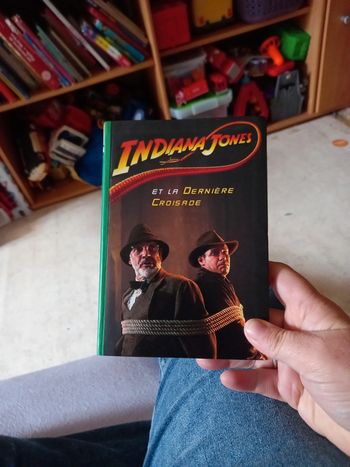 INDIANA JONES
ET LA DERNIÈRE
CROISADE